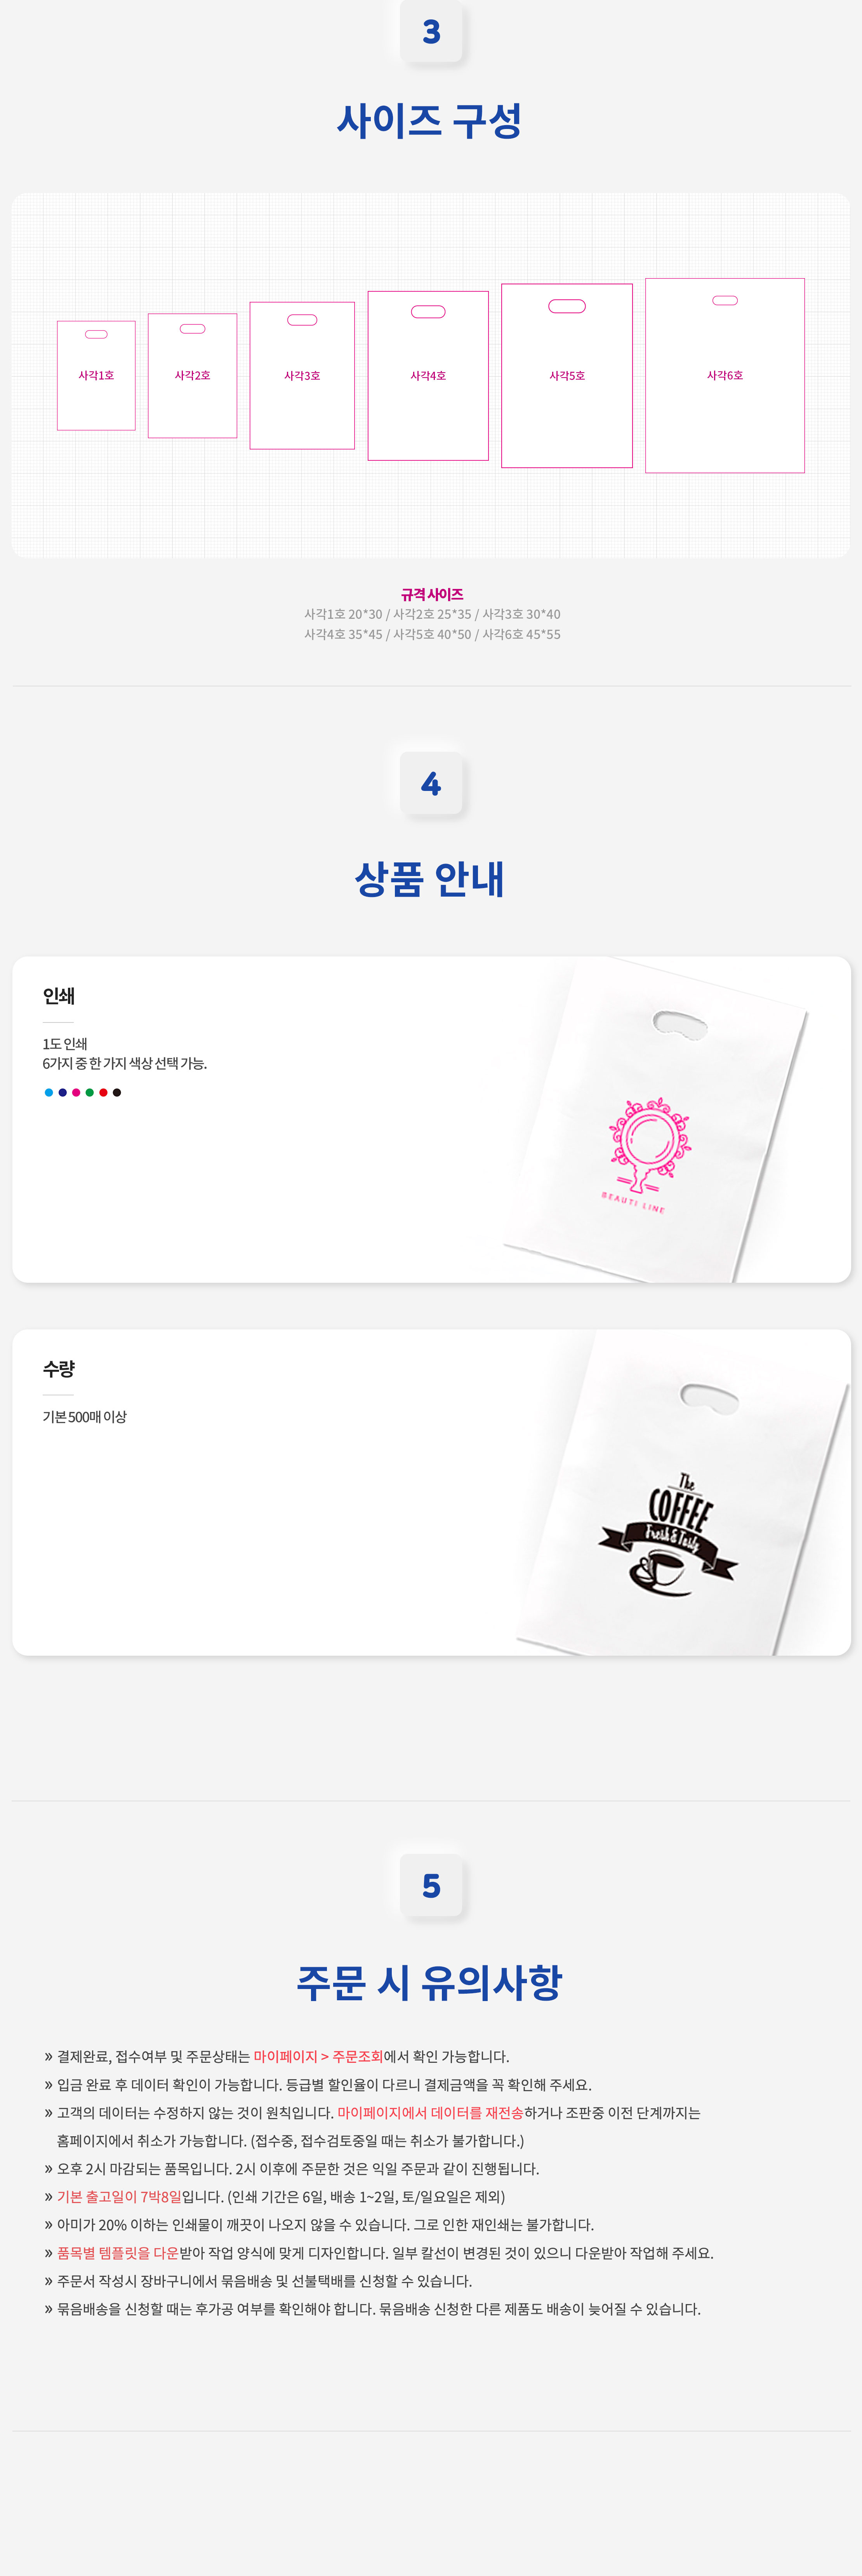 3
사이즈 구성
사각1호
사각2호
사각3호
사각4호
사각5호
사각6호
규격 사이즈
사각1호 20*30 / 사각2호 25*35 / 사각3호 30*40
사각4호 35*45 / 사각5호 40*50 / 사각6호 45*55
4
상품 안내
인쇄
1도 인쇄
6가지 중 한 가지 색상 선택 가능.
BEAUTI LINE
수량
기본 500매 이상
The
COFFEE
Fresh & Tasty
5
주문 시 유의사항
» 결제완료, 접수여부 및 주문상태는 마이페이지 > 주문조회에서 확인 가능합니다.
» 입금 완료 후 데이터 확인이 가능합니다. 등급별 할인율이 다르니 결제금액을 꼭 확인해 주세요.
» 고객의 데이터는 수정하지 않는 것이 원칙입니다. 마이페이지에서 데이터를 재전송하거나 조판중 이전 단계까지는
홈페이지에서 취소가 가능합니다. (접수중, 접수검토중일 때는 취소가 불가합니다.)
» 오후 2시 마감되는 품목입니다. 2시 이후에 주문한 것은 익일 주문과 같이 진행됩니다.
» 기본 출고일이 7박8일입니다. (인쇄 기간은 6일, 배송 1~2일, 토/일요일은 제외)
» 아미가 20% 이하는 인쇄물이 깨끗이 나오지 않을 수 있습니다. 그로 인한 재인쇄는 불가합니다.
» 품목별 템플릿을 다운받아 작업 양식에 맞게 디자인합니다. 일부 칼선이 변경된 것이 있으니 다운받아 작업해 주세요.
» 주문서 작성시 장바구니에서 묶음배송 및 선불택배를 신청할 수 있습니다.
» 묶음배송을 신청할 때는 후가공 여부를 확인해야 합니다. 묶음배송 신청한 다른 제품도 배송이 늦어질 수 있습니다.